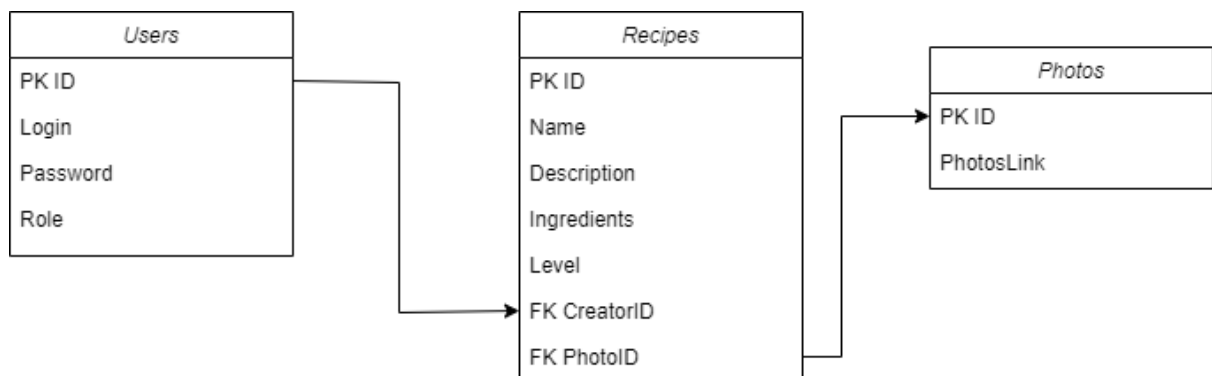 Users
PK ID
Login
Password
Role
Recipes
PK ID
Name
Description
Ingredients
Level
FK CreatorID
FK PhotoID
Photos
PK ID
PhotosLink